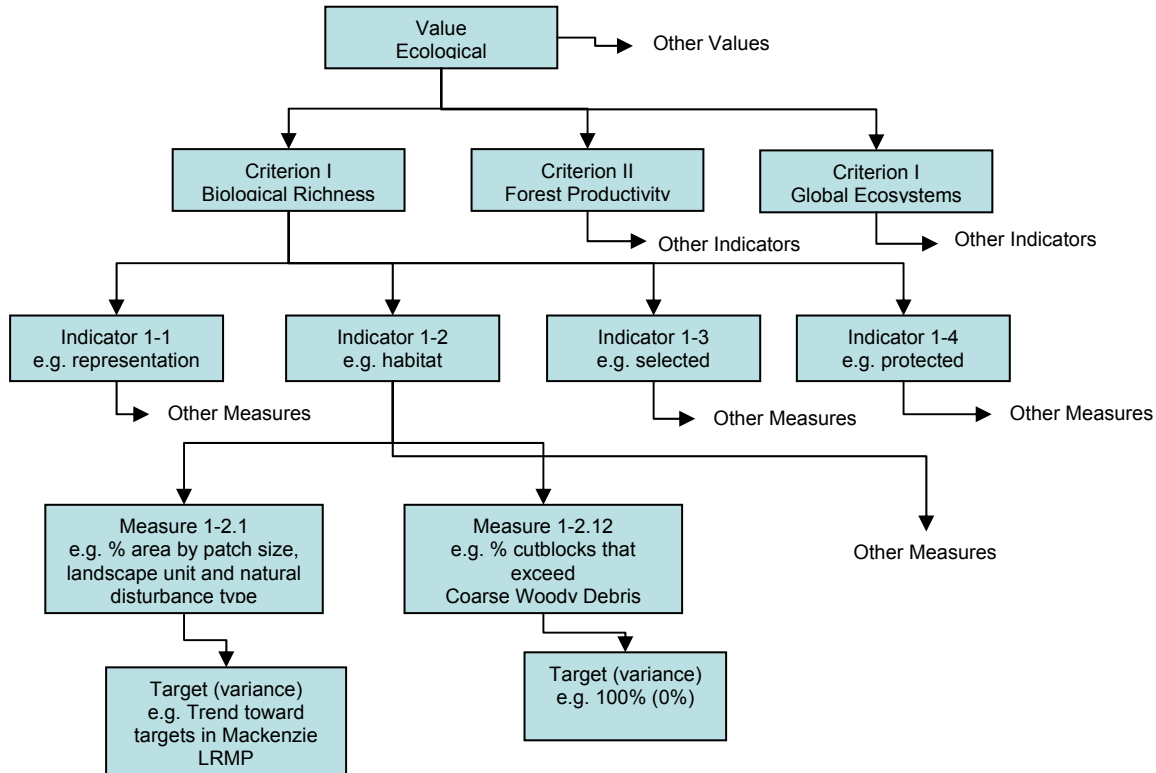 Value
Ecological
Other Values
Criterion I
Biological Richness
Criterion II
Forest Productivity
Criterion I
Global Ecosystems
Other Indicators
Other Indicators
Indicator 1-1
e.g. representation
Indicator 1-2
e.g. habitat
Indicator 1-3
e.g. selected
Indicator 1-4
e.g. protected
Other Measures
Other Measures
Other Measures
Measure 1-2.1
e.g. % area by patch size,
landscape unit and natural
disturbance type
Measure 1-2.12
e.g. % cutblocks that
exceed
Coarse Woody Debris
Other Measures
Target (variance)
e.g. Trend toward
targets in Mackenzie
LRMP
Target (variance)
e.g. 100% (0%)